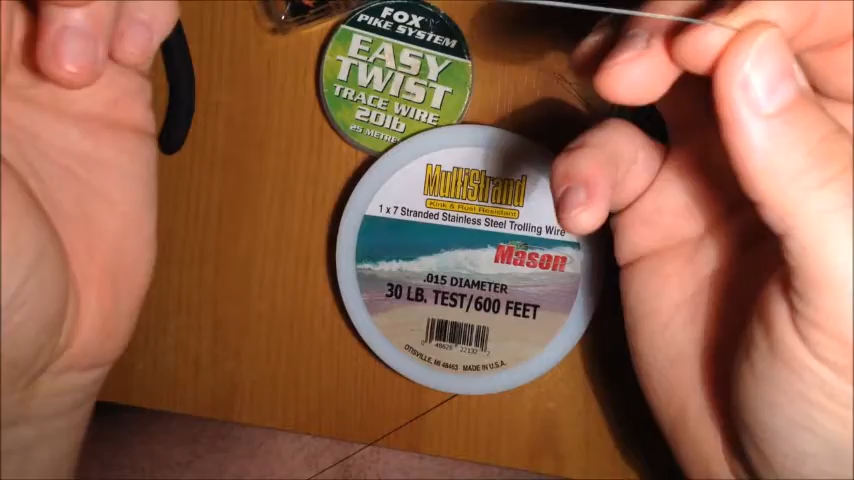 FOX
PIKE SYSTEM
EASY
TWIST
TRACE WIRE
20lb
25 METRES
MultiStrand
Kink & Rust Resistant
1 x 7 Stranded Stainless Steel Trolling Wire
Mason
.015 DIAMETER
30 LB. TEST/600 FEET
OTISVILLE, MI 48463 MADE IN U.S.A.